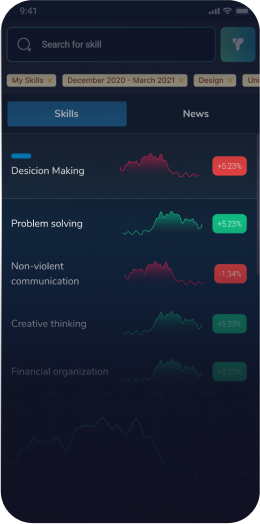 9:41
Search for skill
My Skills ×
December 2020 - March 2021 ×
Design ×
Uni
Skills
News
Desicion Making
+5.23%
Problem solving
+5.23%
Non-violent
communication
-1.34%
Creative thinking
+5.23%
Financial organization
+5.23%